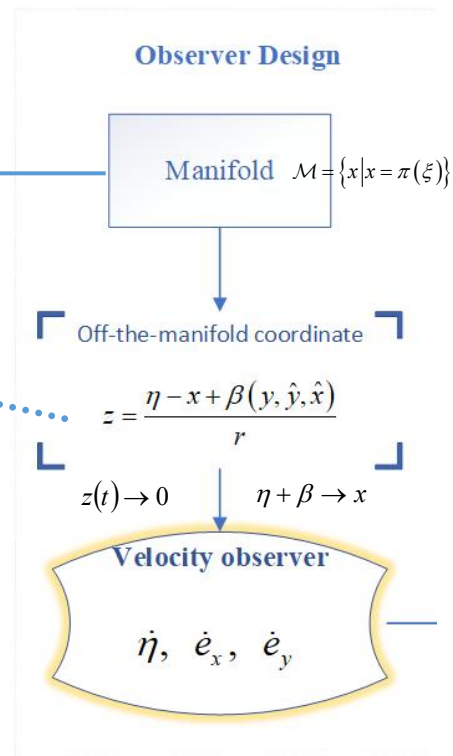 Observer Design
Manifold ℳ = {x|x = π(ξ)}
Off-the-manifold coordinate
z = (η − x + β(y, ŷ, x̂)) / r
z(t) → 0 η + β → x
Velocity observer
η̇, ė_x, ė_y